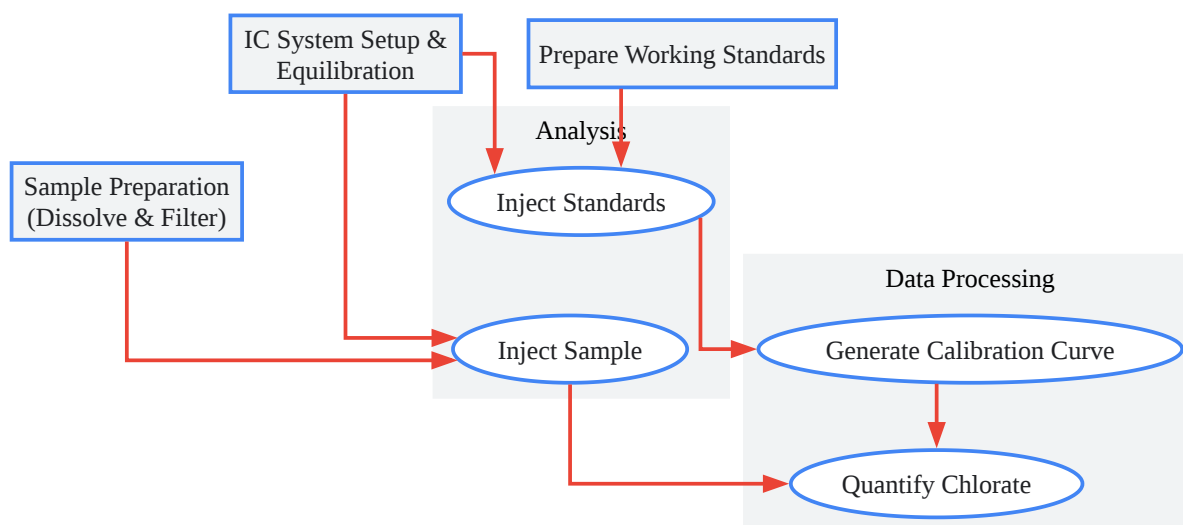 IC System Setup &
Equilibration
Prepare Working Standards
Analysis
Sample Preparation
(Dissolve & Filter)
Inject Standards
Data Processing
Inject Sample
Generate Calibration Curve
Quantify Chlorate